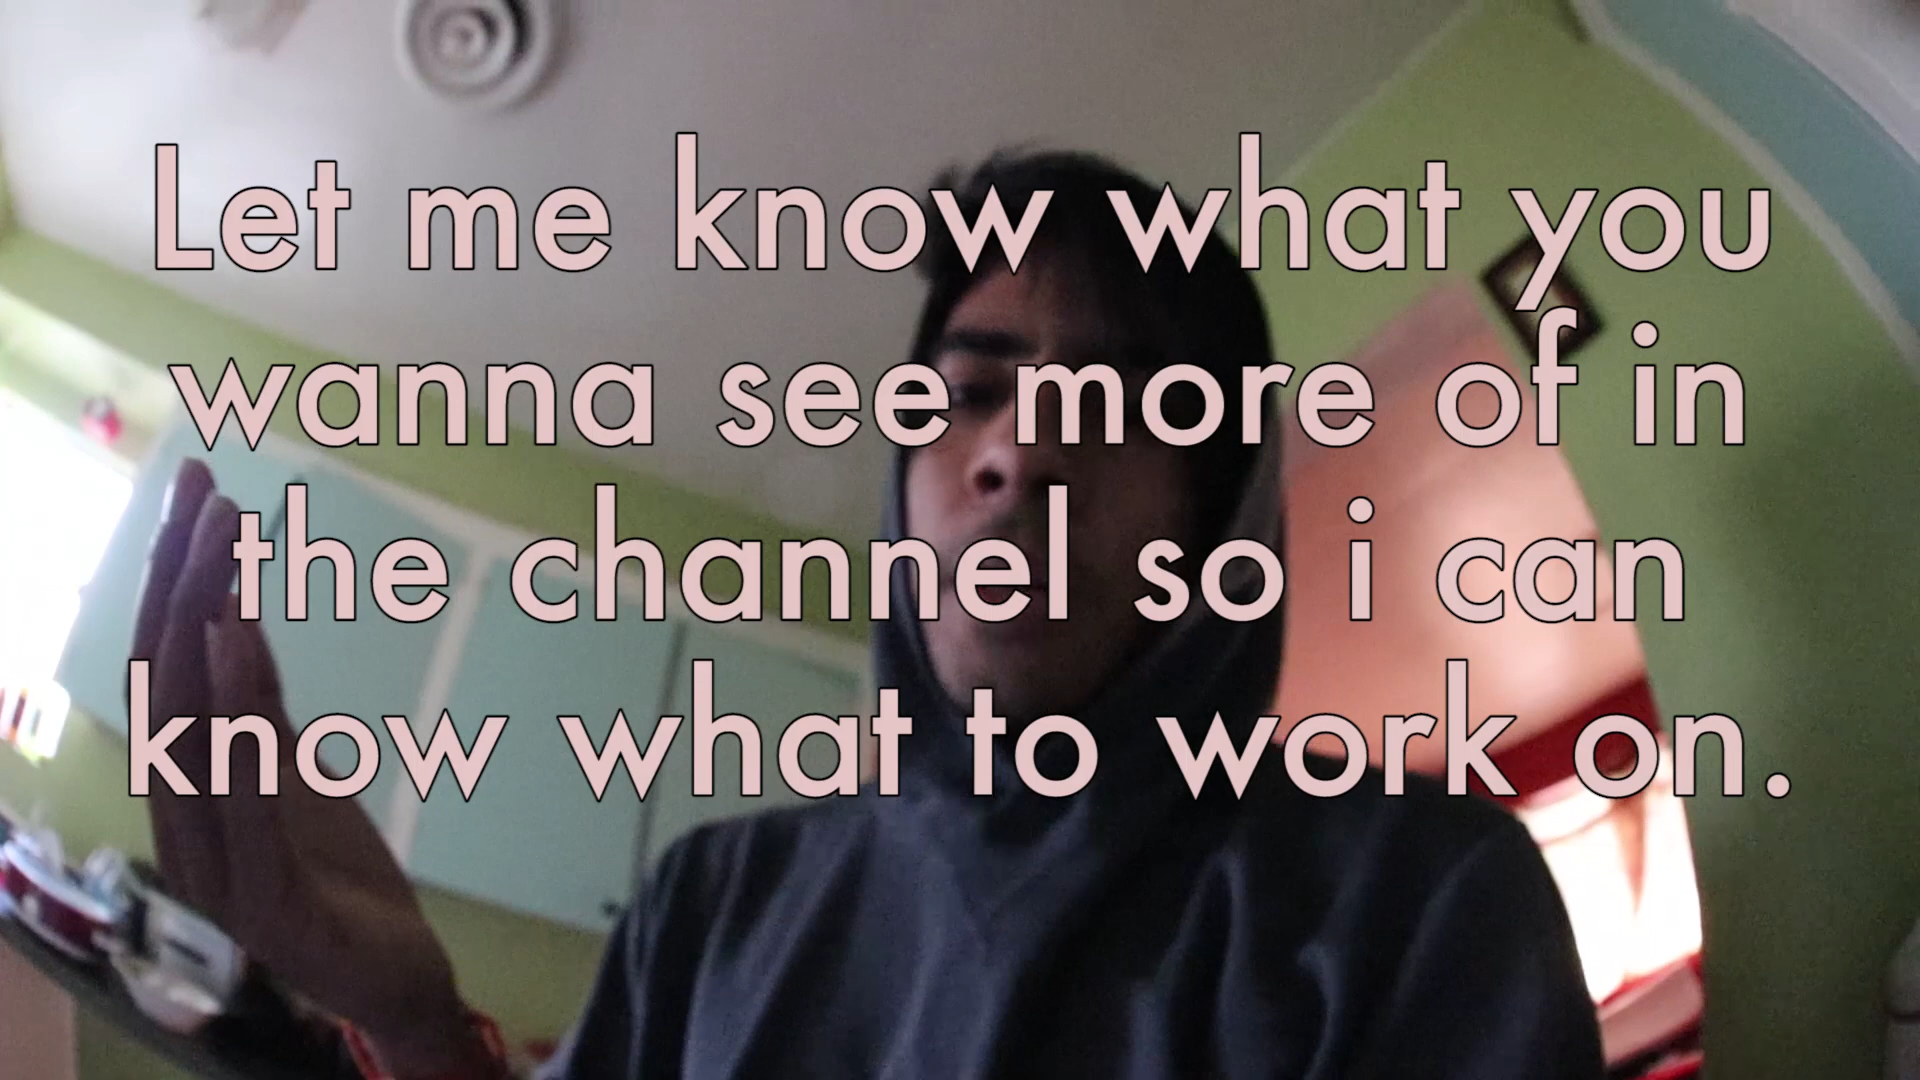 Let me know what you
wanna see more of in
the channel so i can
know what to work on.